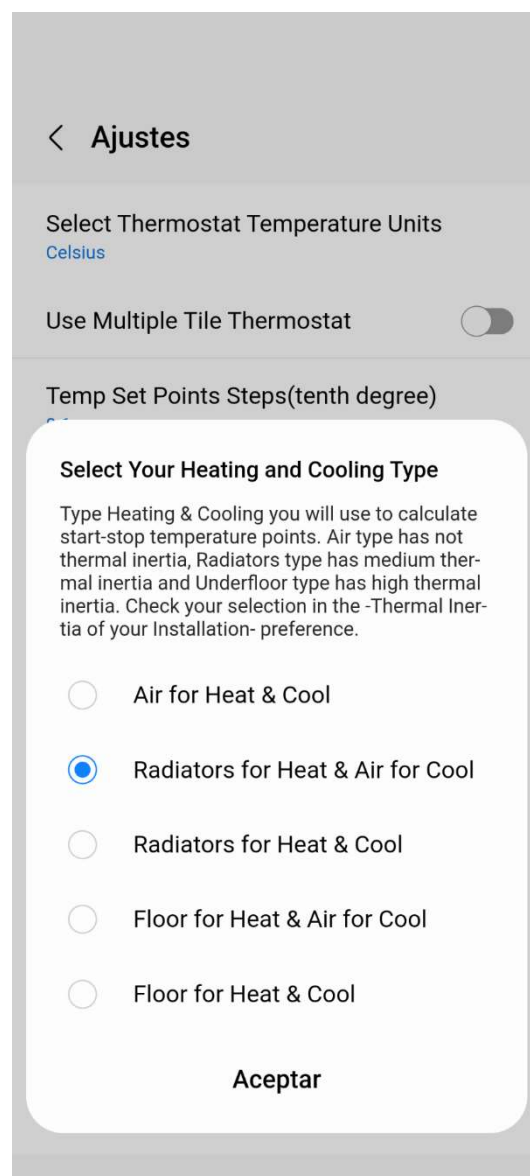 Ajustes
Select Thermostat Temperature Units
Celsius
Use Multiple Tile Thermostat
Temp Set Points Steps(tenth degree)
Select Your Heating and Cooling Type
Type Heating & Cooling you will use to calculate
start-stop temperature points. Air type has not
thermal inertia, Radiators type has medium ther-
mal inertia and Underfloor type has high thermal
inertia. Check your selection in the -Thermal Iner-
tia of your Installation- preference.
Air for Heat & Cool
Radiators for Heat & Air for Cool
Radiators for Heat & Cool
Floor for Heat & Air for Cool
Floor for Heat & Cool
Aceptar